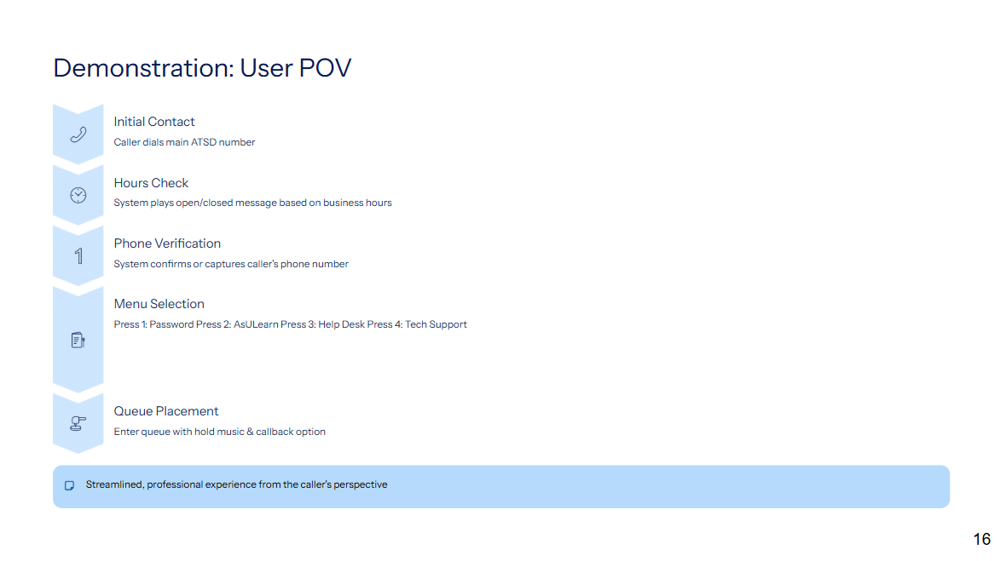 Demonstration: User POV
Initial Contact
Caller dials main ATSD number
Hours Check
System plays open/closed message based on business hours
1
Phone Verification
System confirms or captures caller's phone number
Menu Selection
Press 1: Password Press 2: AsULearn Press 3: Help Desk Press 4: Tech Support
Queue Placement
Enter queue with hold music & callback option
Streamlined, professional experience from the caller's perspective
16